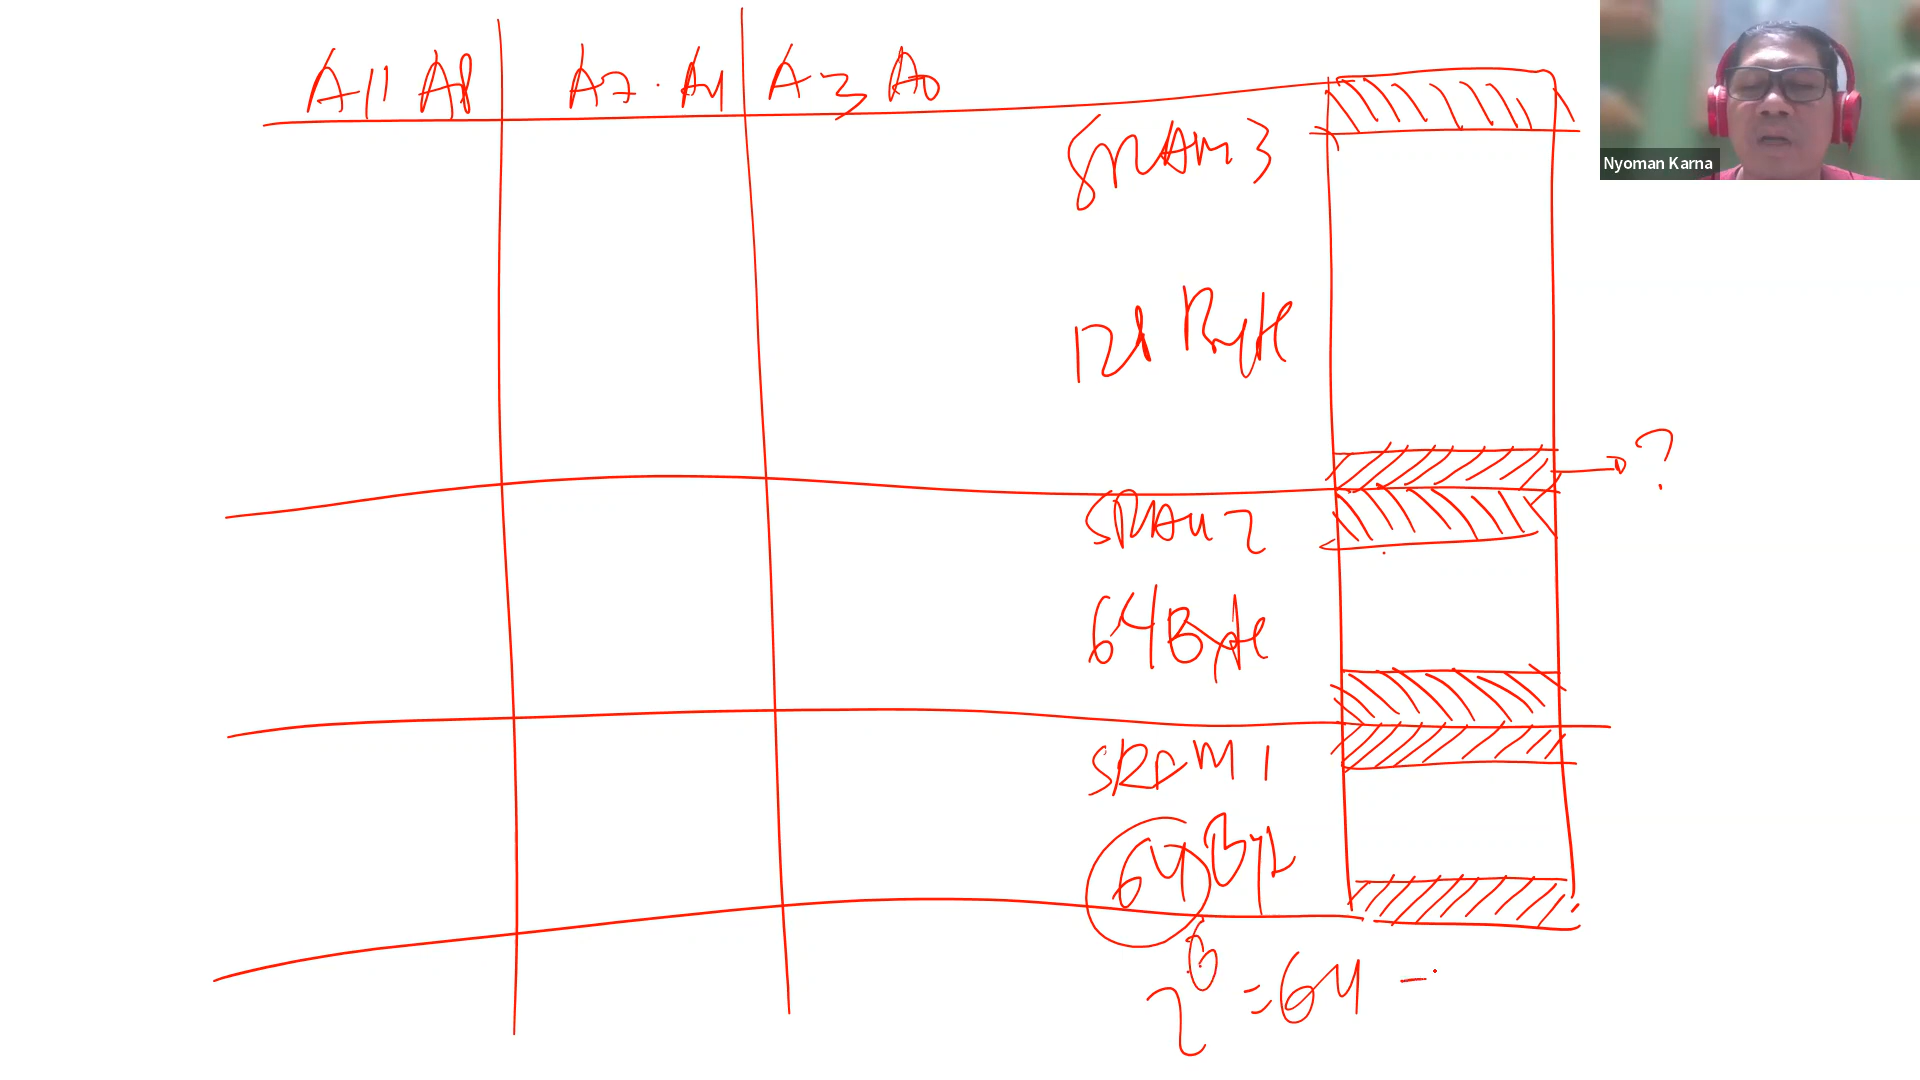 A11 A8 A7 . A4 A3 A0
SRAM 3
128 Byte
?
SRAM 2
64 Byte
SRAM 1
64 Byt
2^6 = 64 -
Nyoman Karna